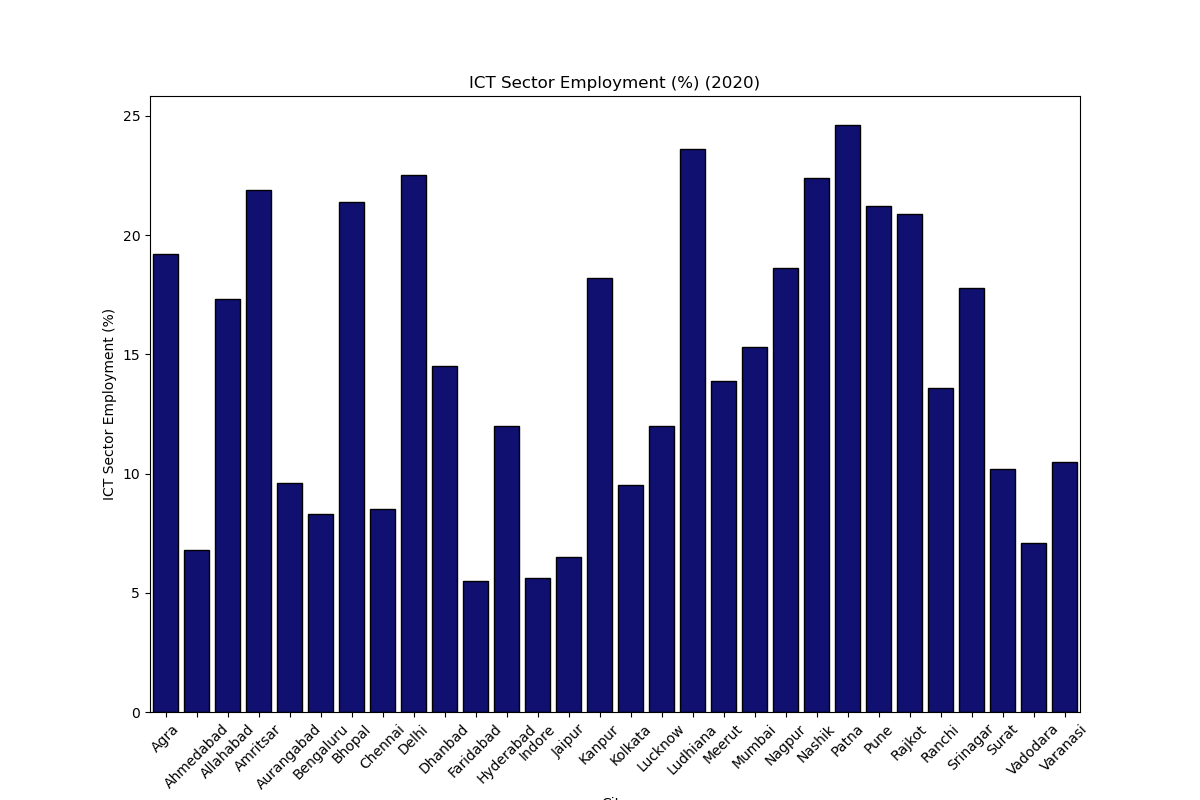 ICT Sector Employment (%) (2020)
ICT Sector Employment (%)
25
20
15
10
5
0
Agra
Ahmedabad
Allahabad
Amritsar
Aurangabad
Bengaluru
Bhopal
Chennai
Delhi
Dhanbad
Faridabad
Hyderabad
Indore
Jaipur
Kanpur
Kolkata
Lucknow
Ludhiana
Meerut
Mumbai
Nagpur
Nashik
Patna
Pune
Rajkot
Ranchi
Srinagar
Surat
Vadodara
Varanasi